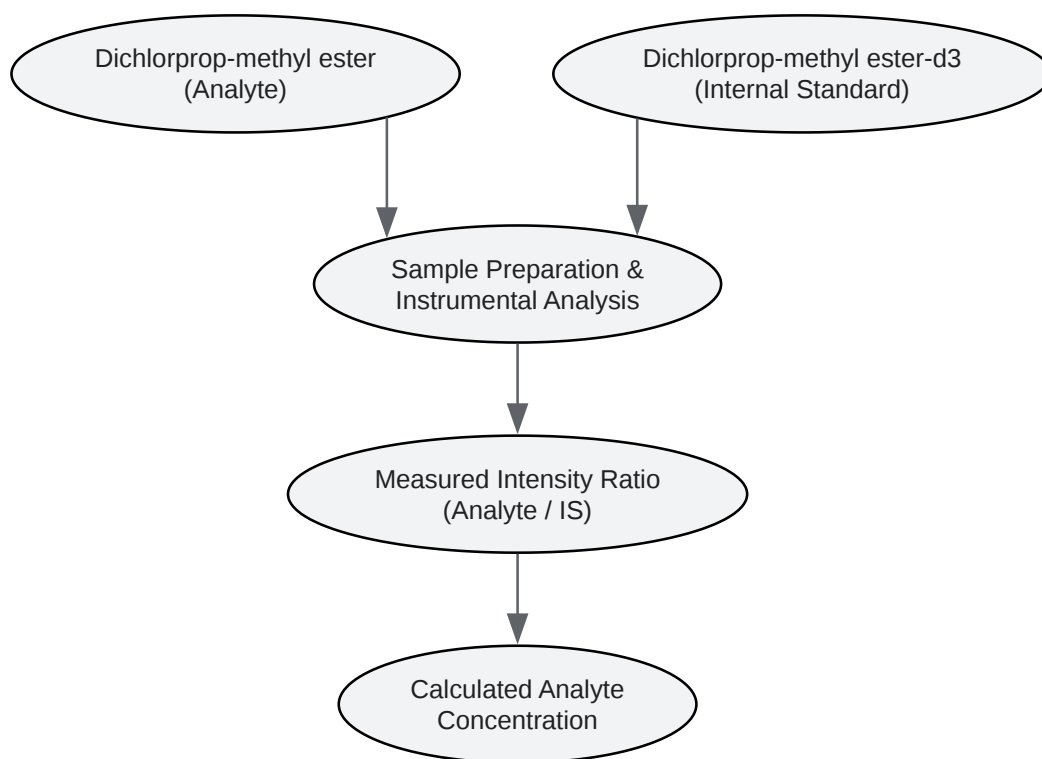 Dichlorprop-methyl ester
(Analyte)
Dichlorprop-methyl ester-d3
(Internal Standard)
Sample Preparation &
Instrumental Analysis
Measured Intensity Ratio
(Analyte / IS)
Calculated Analyte
Concentration